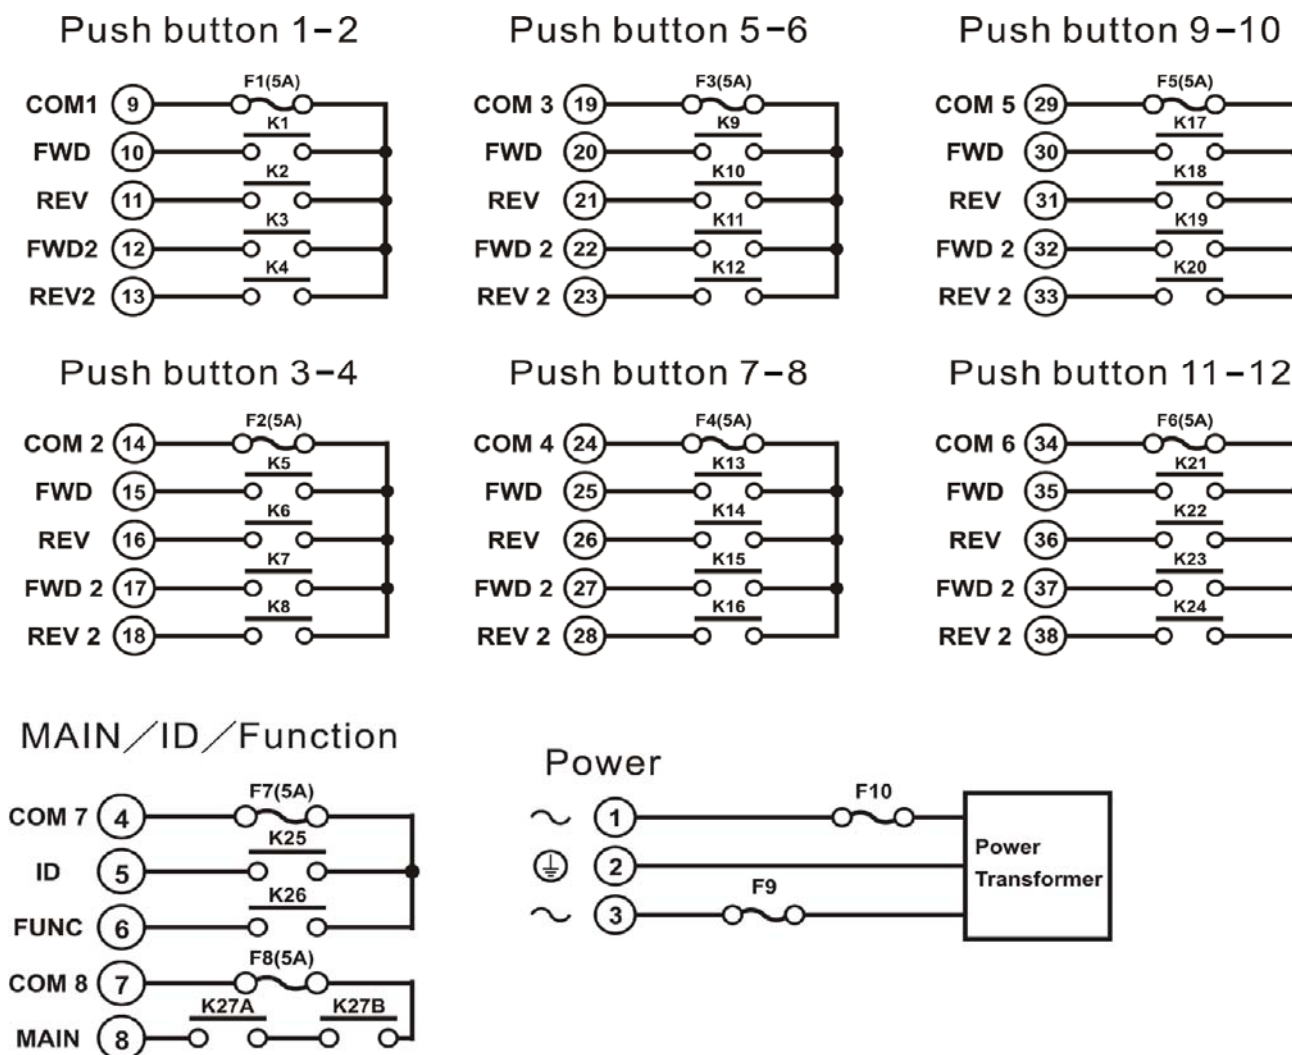 Push button 1-2
F1(5A)
COM1 9
K1
FWD 10
K2
REV 11
K3
FWD2 12
K4
REV2 13
Push button 5-6
F3(5A)
COM 3 19
K9
FWD 20
K10
REV 21
K11
FWD 2 22
K12
REV 2 23
Push button 9-10
F5(5A)
COM 5 29
K17
FWD 30
K18
REV 31
K19
FWD 2 32
K20
REV 2 33
Push button 3-4
F2(5A)
COM 2 14
K5
FWD 15
K6
REV 16
K7
FWD 2 17
K8
REV 2 18
Push button 7-8
F4(5A)
COM 4 24
K13
FWD 25
K14
REV 26
K15
FWD 2 27
K16
REV 2 28
Push button 11-12
F6(5A)
COM 6 34
K21
FWD 35
K22
REV 36
K23
FWD 2 37
K24
REV 2 38
MAIN/ID/Function
F7(5A)
COM 7 4
K25
ID 5
K26
FUNC 6
F8(5A)
COM 8 7
K27A K27B
MAIN 8
Power
F10
~ 1
2
F9
~ 3
Power
Transformer